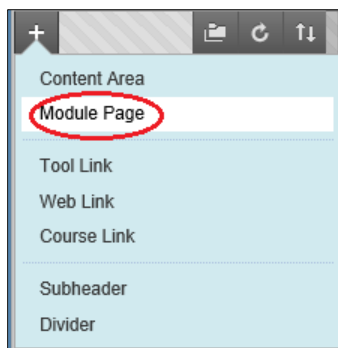 Content Area
Module Page
Tool Link
Web Link
Course Link
Subheader
Divider